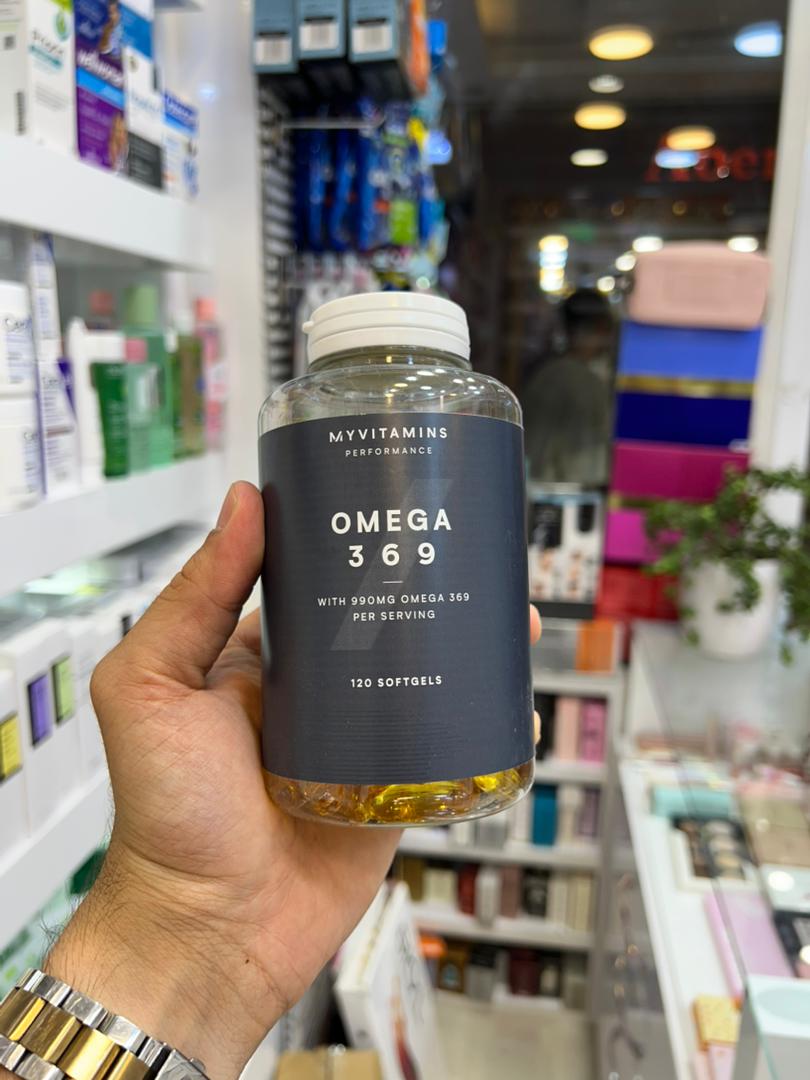 MYVITAMINS
PERFORMANCE
OMEGA
3 6 9
WITH 990MG OMEGA 369
PER SERVING
120 SOFTGELS